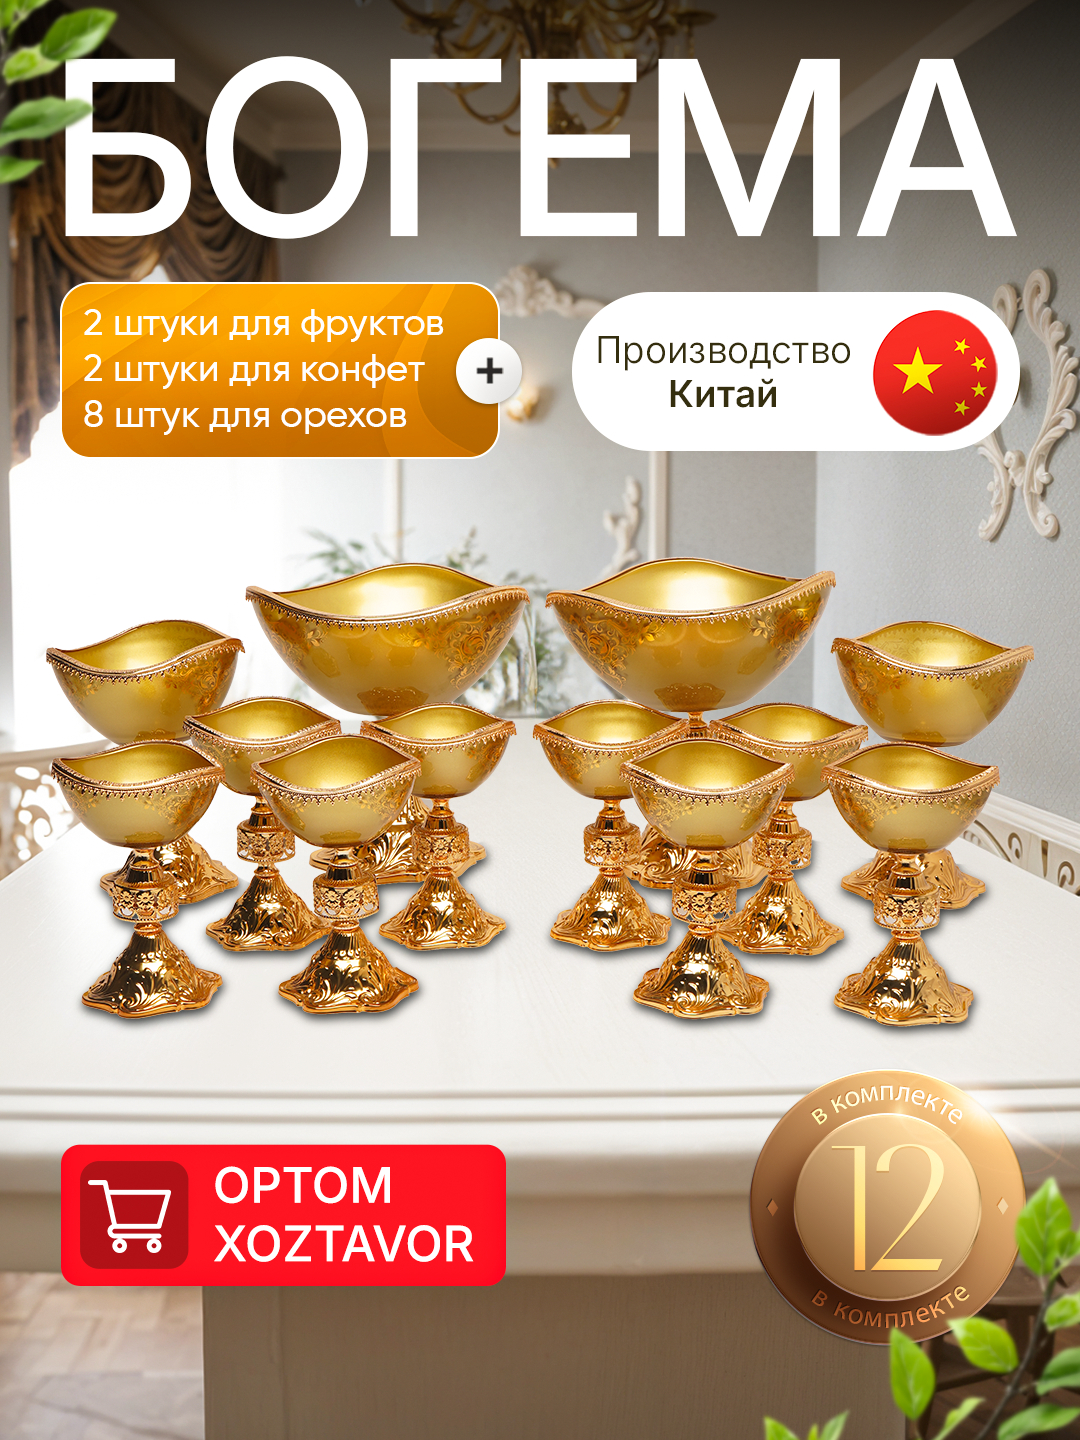 БОГЕМА
2 штуки для фруктов
2 штуки для конфет
8 штук для орехов
+
Производство
Китай
в комплекте
12
в комплекте
OPTOM
XOZTAVOR